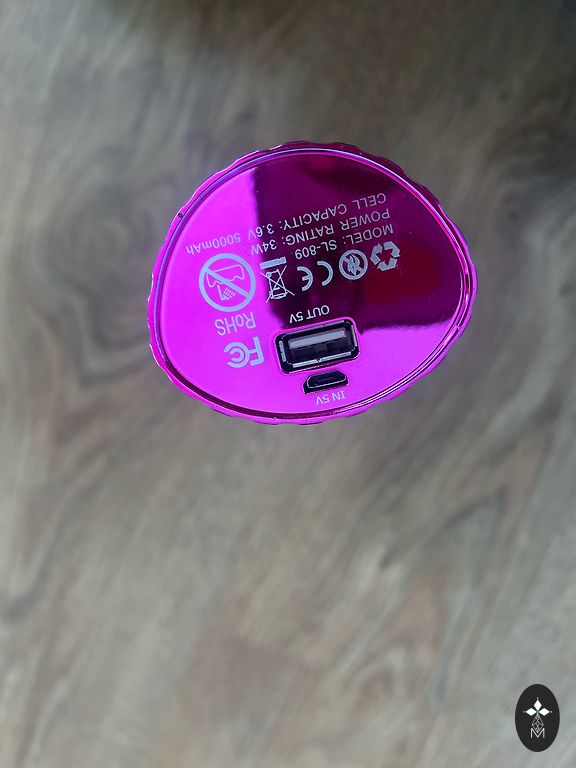 MODEL: SL-809
POWER RATING: 34W
CELL CAPACITY: 3.6V 5000mAh
CE
RoHS
FC
OUT 5V
IN 5V
M